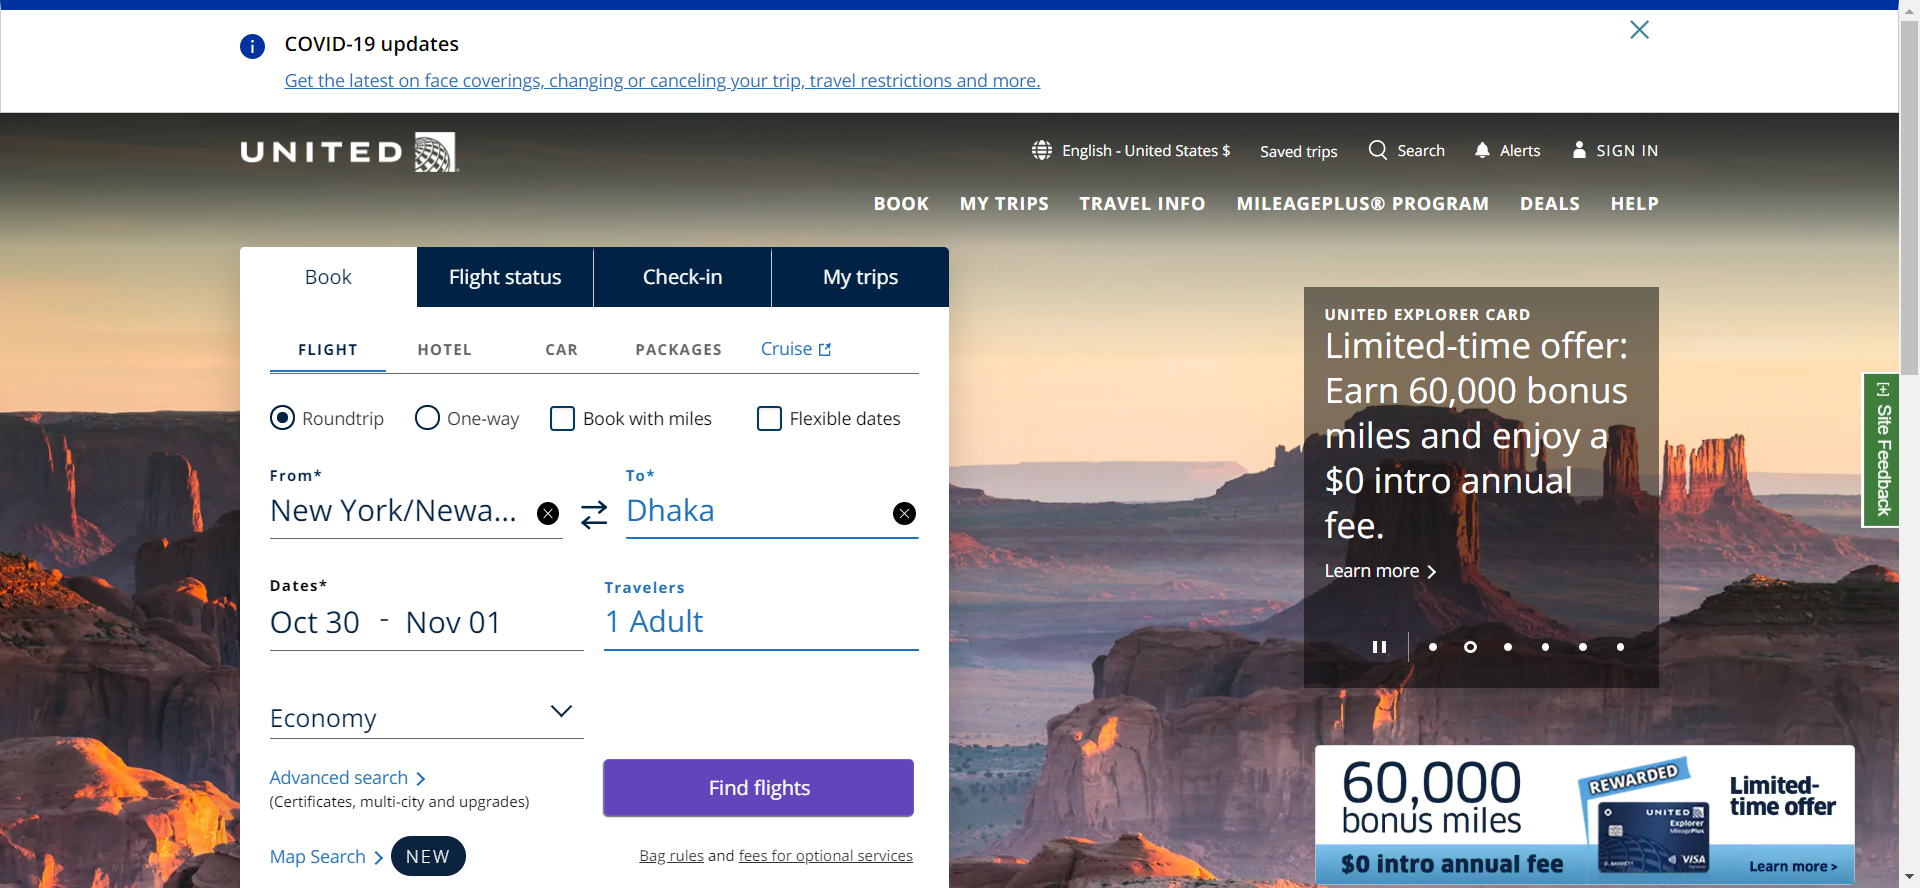 COVID-19 updates
Get the latest on face coverings, changing or canceling your trip, travel restrictions and more.
UNITED
English - United States $
Saved trips
Search
Alerts
SIGN IN
BOOK
MY TRIPS
TRAVEL INFO
MILEAGEPLUS® PROGRAM
DEALS
HELP
Book
Flight status
Check-in
My trips
FLIGHT
HOTEL
CAR
PACKAGES
Cruise
Roundtrip
One-way
Book with miles
Flexible dates
From*
New York/Newa...
To*
Dhaka
Dates*
Oct 30 - Nov 01
Travelers
1 Adult
Economy
Advanced search
(Certificates, multi-city and upgrades)
Find flights
Map Search
NEW
Bag rules and fees for optional services
UNITED EXPLORER CARD
Limited-time offer:
Earn 60,000 bonus
miles and enjoy a
$0 intro annual
fee.
Learn more
[+] Site Feedback
60,000
bonus miles
$0 intro annual fee
REWARDED
UNITED
Explorer
MileagePlus
VISA
Limited-
time offer
Learn more >